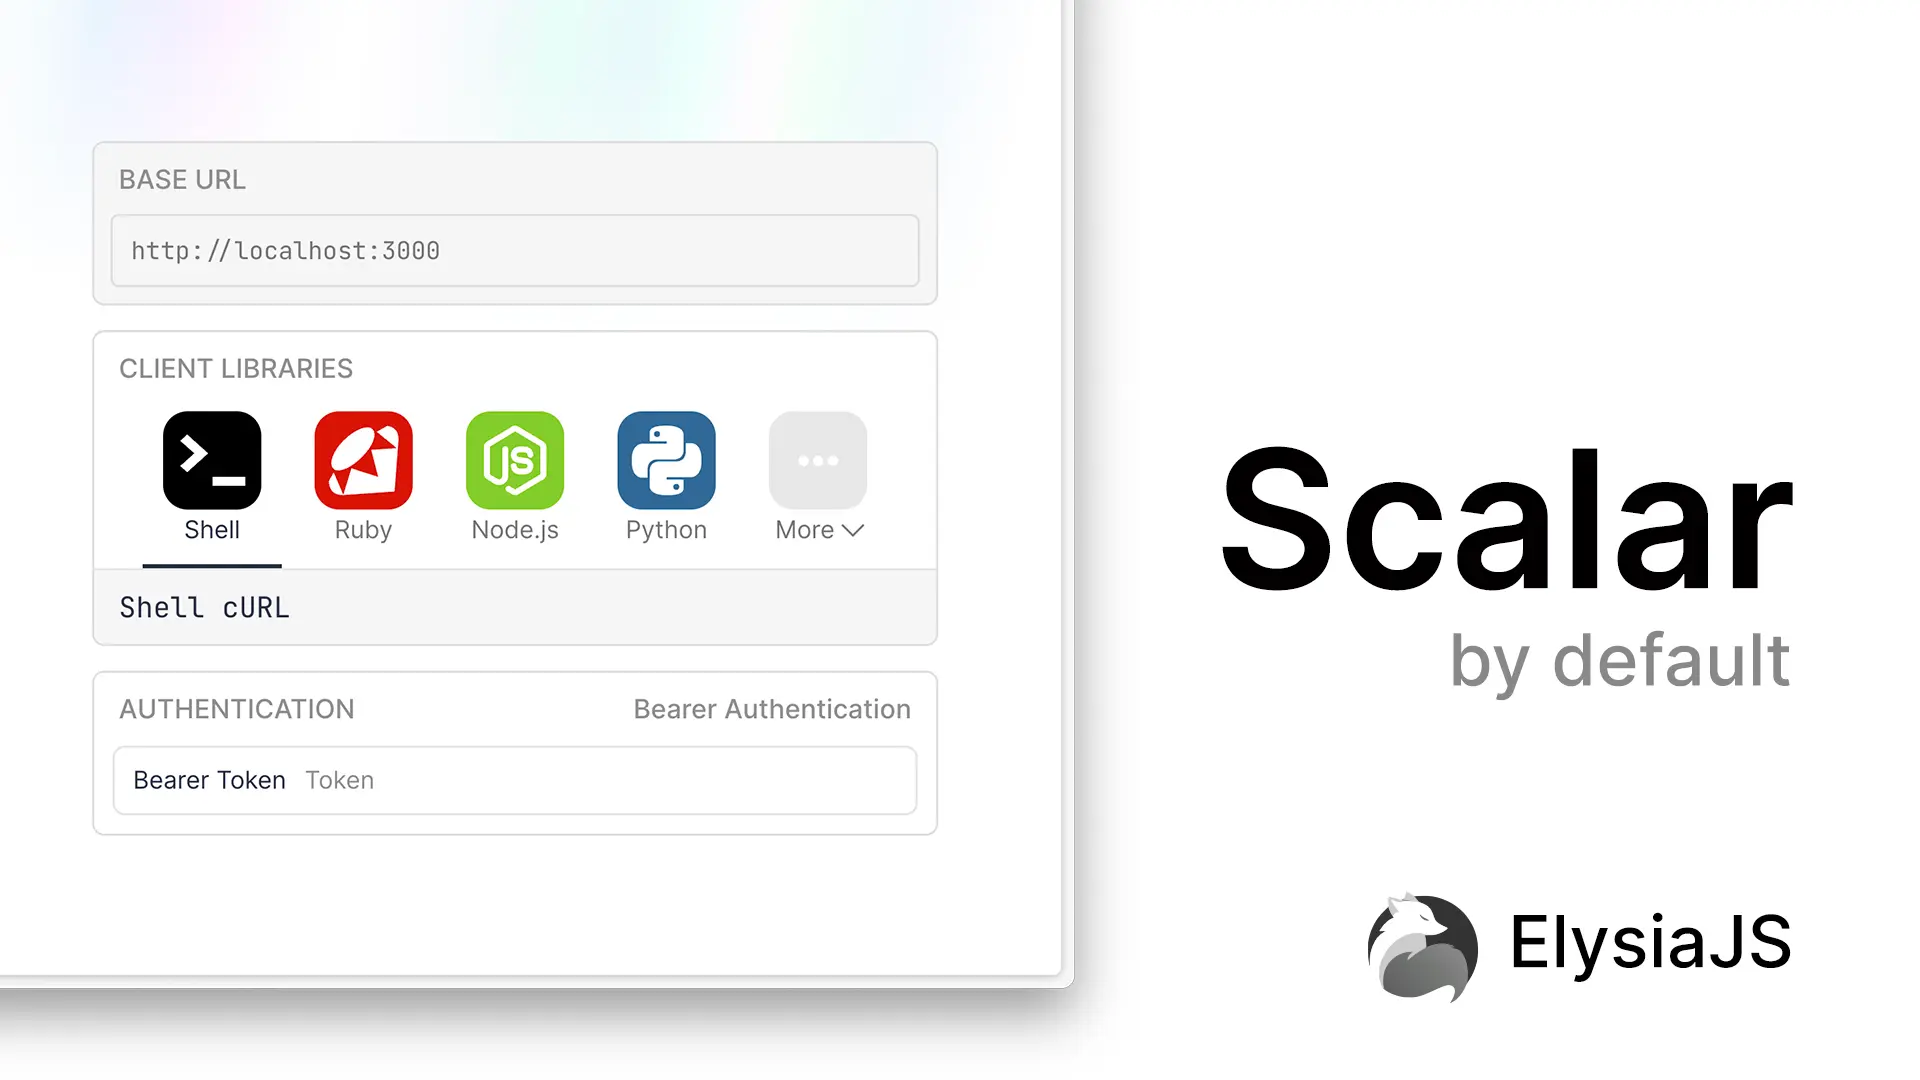 BASE URL
http://localhost:3000
CLIENT LIBRARIES
JS
Shell Ruby Node.js Python More
Shell cURL
AUTHENTICATION Bearer Authentication
Bearer Token Token
Scalar
by default
ElysiaJS